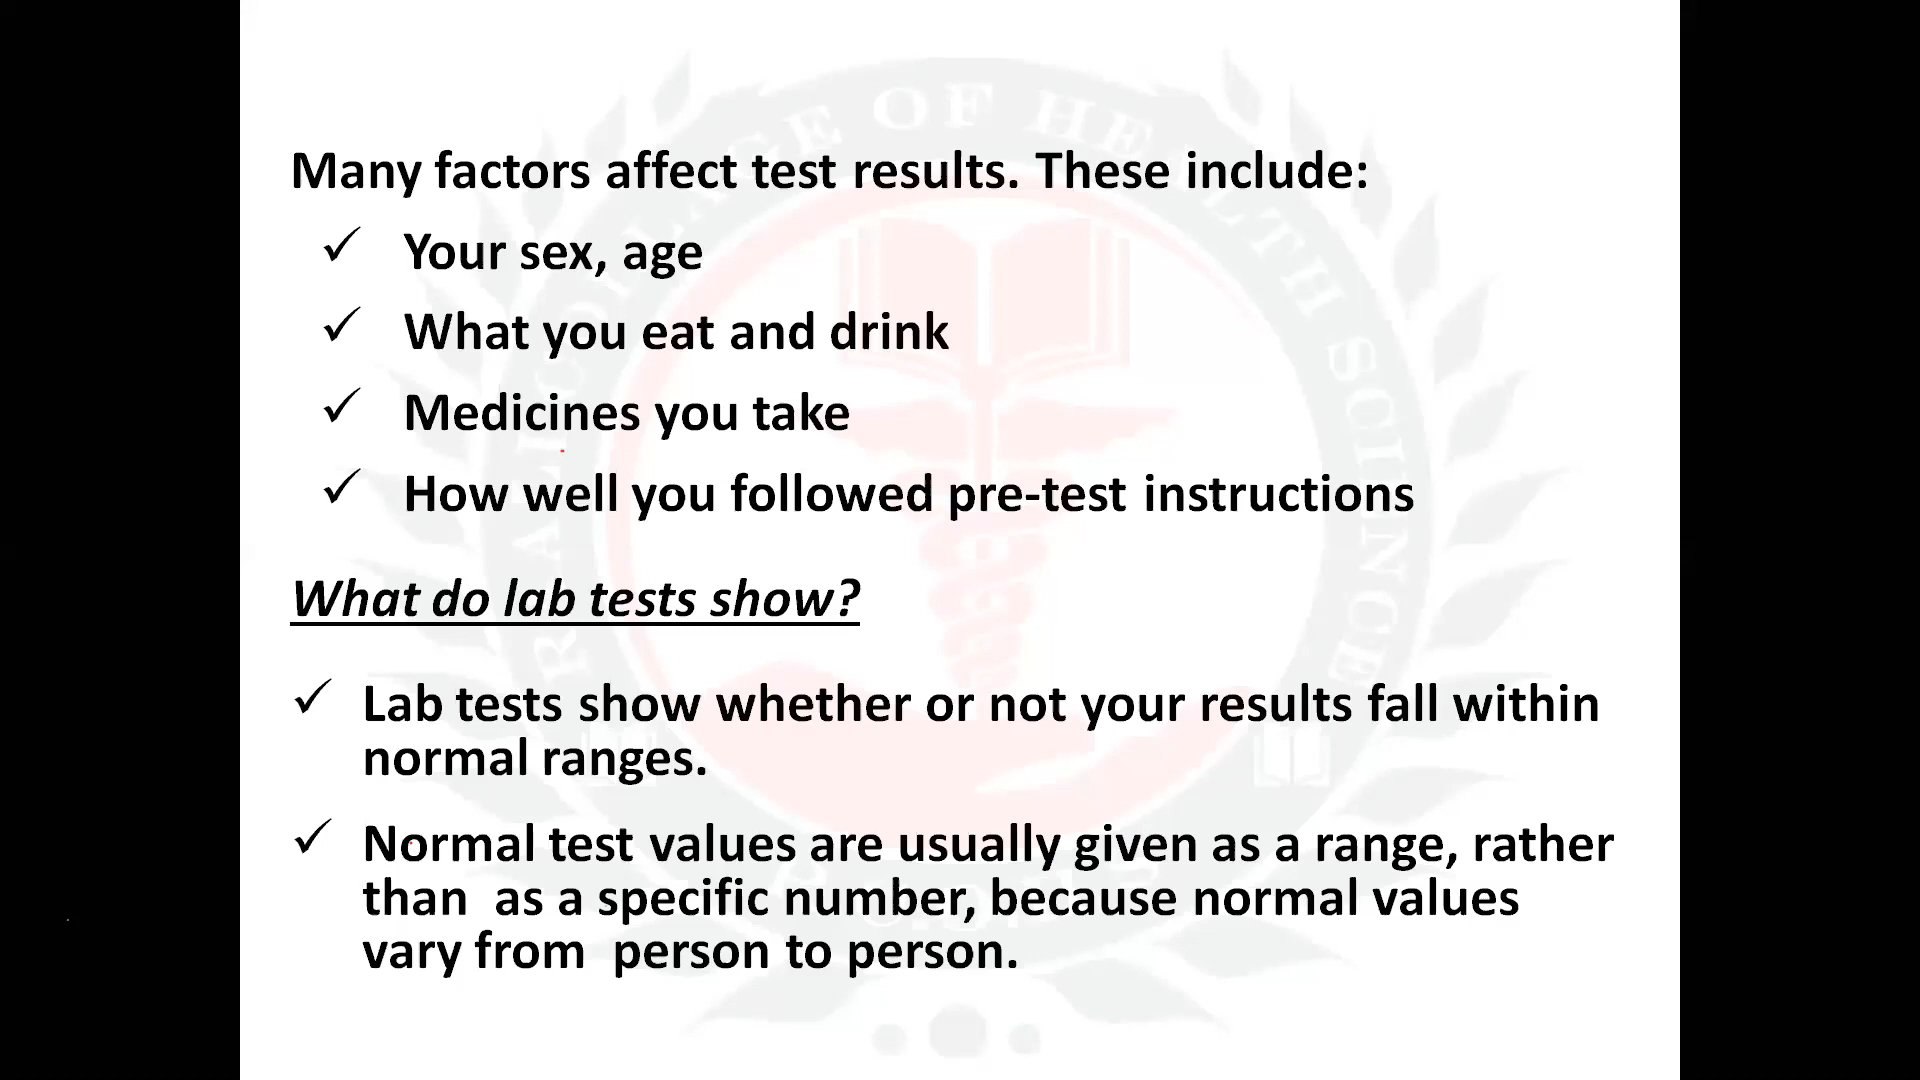 Many factors affect test results. These include:
✓ Your sex, age
✓ What you eat and drink
✓ Medicines you take
✓ How well you followed pre-test instructions
What do lab tests show?
✓ Lab tests show whether or not your results fall within
normal ranges.
✓ Normal test values are usually given as a range, rather
than as a specific number, because normal values
vary from person to person.
OF HEALTH SCIENCE